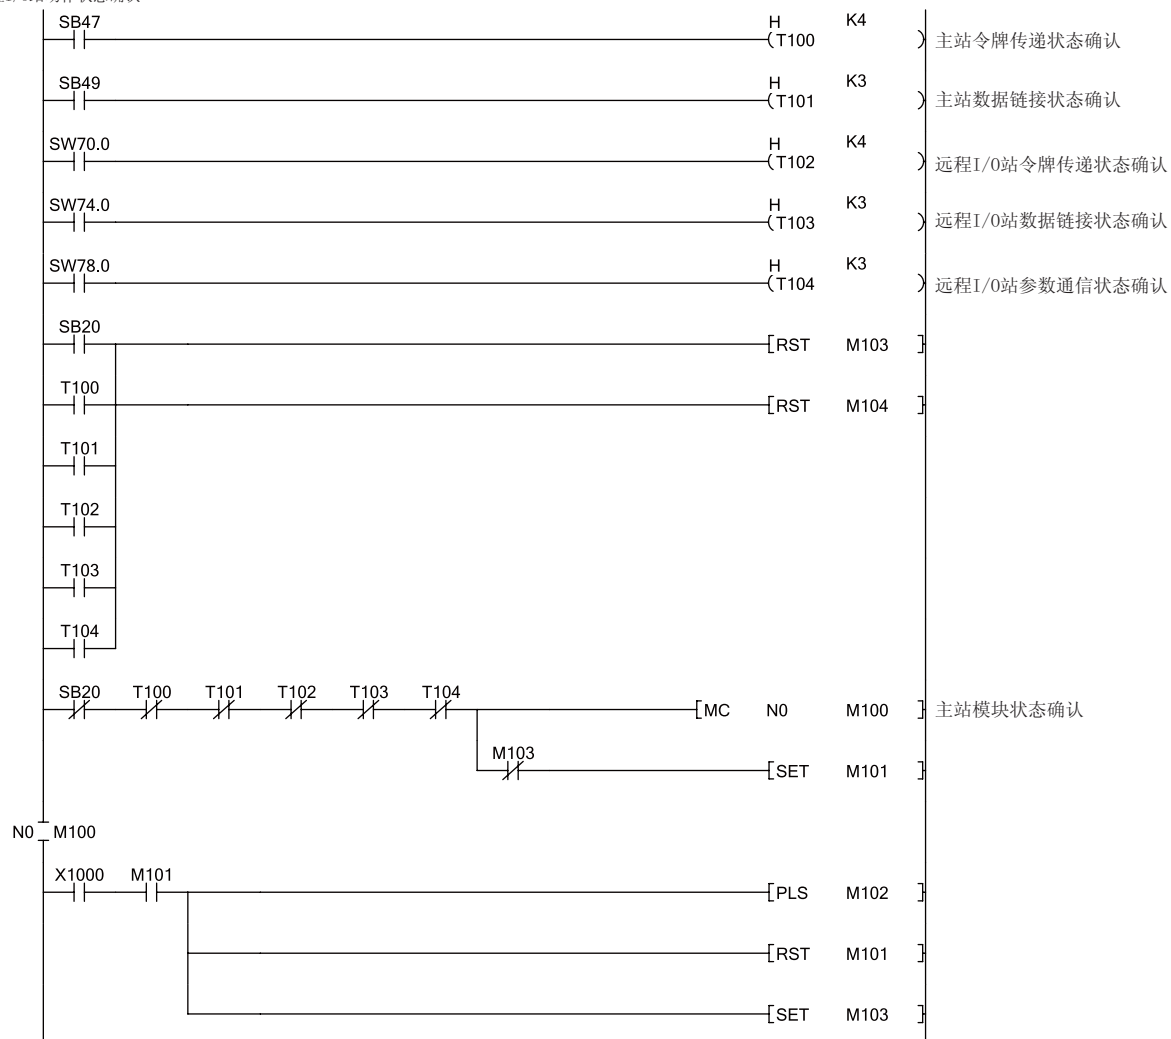 SB47 H K4
(T100 ) 主站令牌传递状态确认
SB49 H K3
(T101 ) 主站数据链接状态确认
SW70.0 H K4
(T102 ) 远程I/O站令牌传递状态确认
SW74.0 H K3
(T103 ) 远程I/O站数据链接状态确认
SW78.0 H K3
(T104 ) 远程I/O站参数通信状态确认
SB20
[RST M103 ]
T100
[RST M104 ]
T101
T102
T103
T104
SB20 T100 T101 T102 T103 T104
[MC N0 M100 ] 主站模块状态确认
M103
[SET M101 ]
N0 M100
X1000 M101
[PLS M102 ]
[RST M101 ]
[SET M103 ]